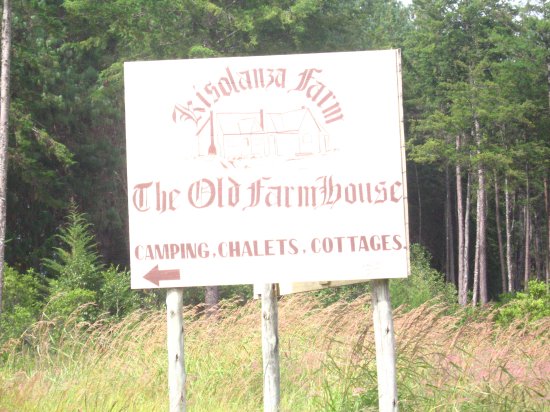 Kisolanza Farm
The Old FarmHouse.
CAMPING, CHALETS, COTTAGES.